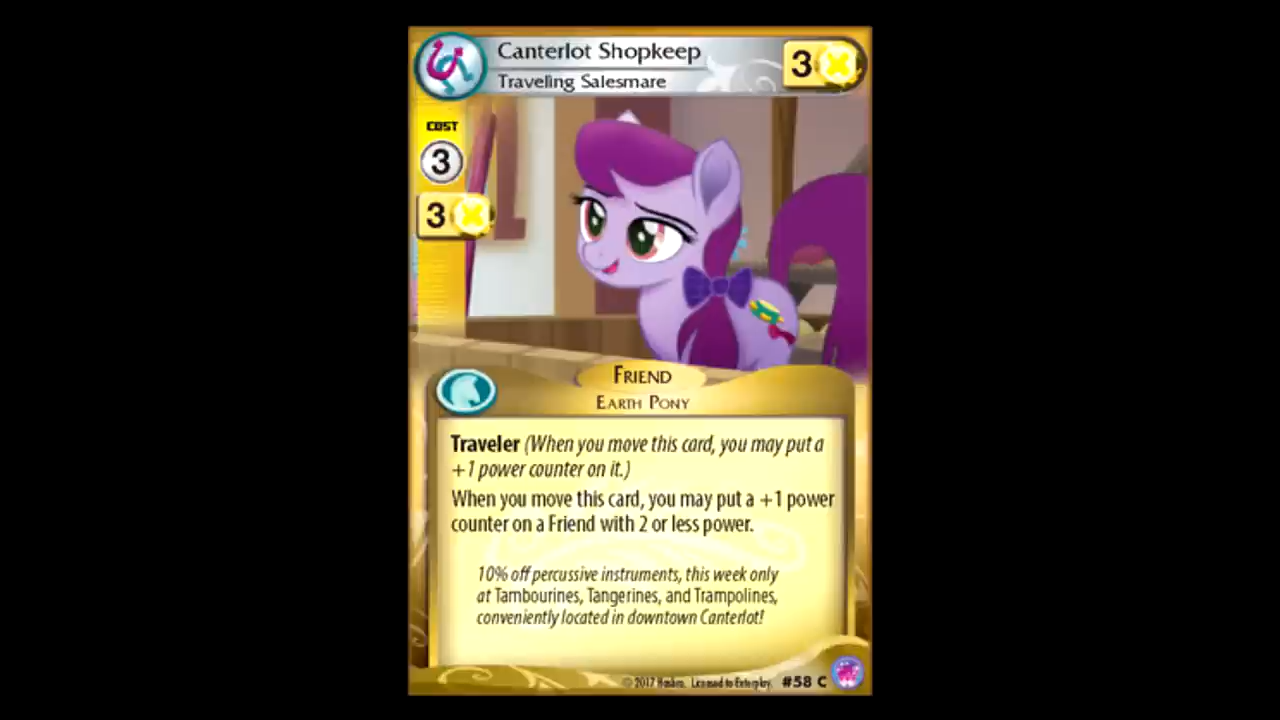 Canterlot Shopkeep
Traveling Salesmare
3
COST
3
3
FRIEND
EARTH PONY
Traveler (When you move this card, you may put a
+1 power counter on it.)
When you move this card, you may put a +1 power
counter on a Friend with 2 or less power.
10% off percussive instruments, this week only
at Tambourines, Tangerines, and Trampolines,
conveniently located in downtown Canterlot!
© 2017 Hasbro. Licensed to Enterplay. #58 C